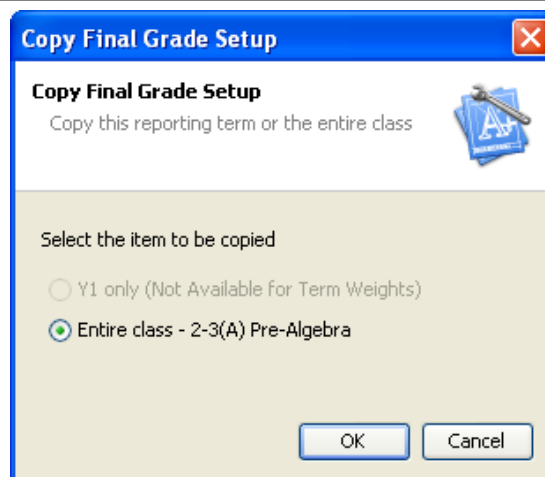 Copy Final Grade Setup
Copy Final Grade Setup
Copy this reporting term or the entire class
A+
Select the item to be copied
Y1 only (Not Available for Term Weights)
Entire class - 2-3(A) Pre-Algebra
OK
Cancel